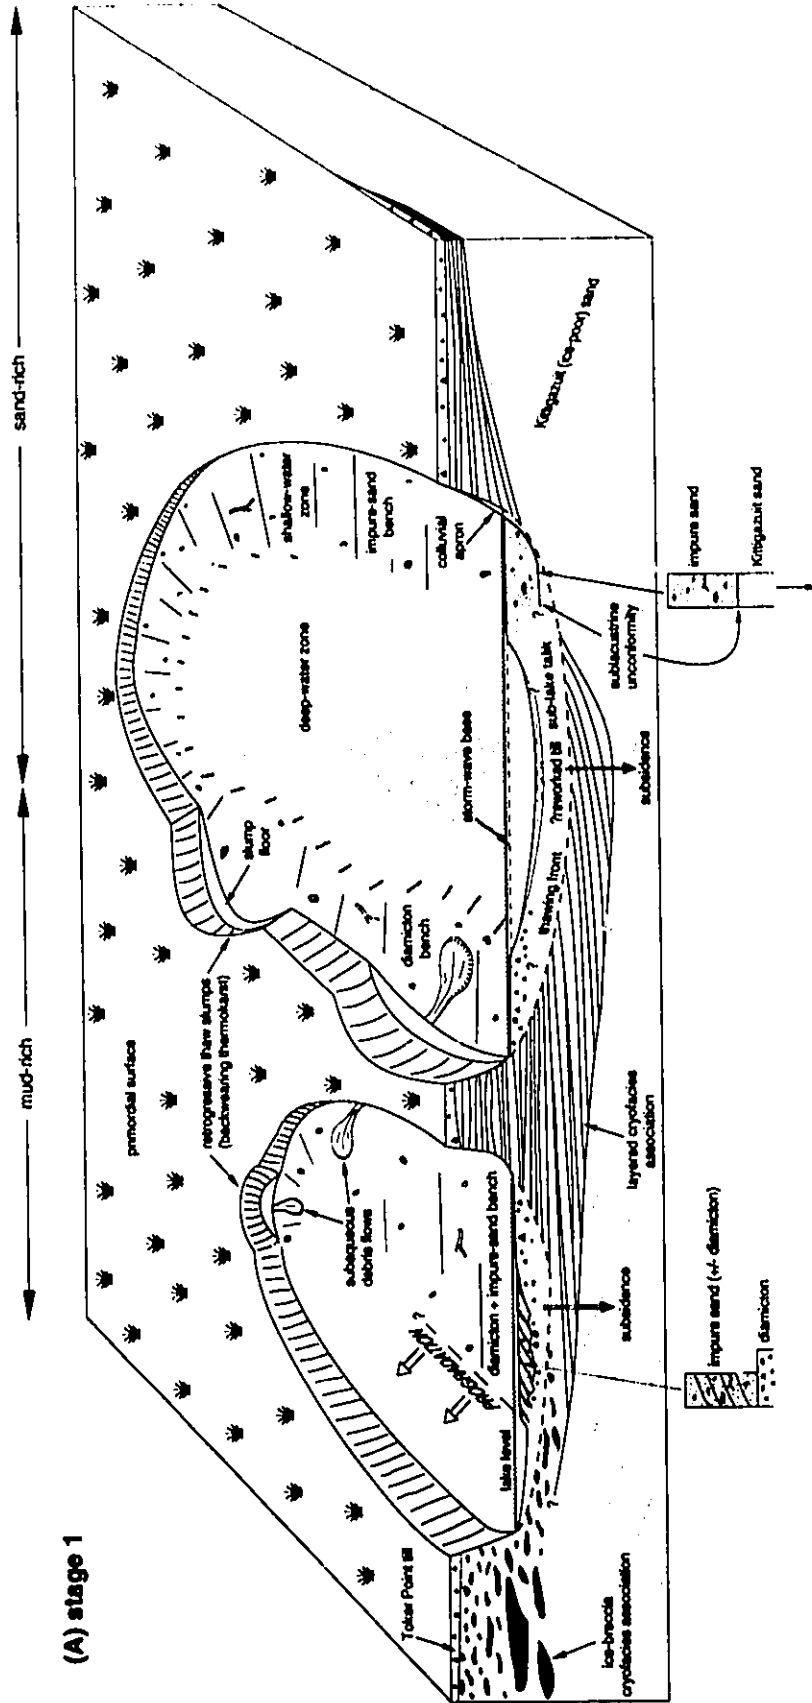 (A) stage 1
mud-rich
sand-rich
primordial surface
retrogressive thaw slumps
(backwearing thermokarst)
slump
floor
subaqueous
debris flows
PROGRADATION ?
diamicton + impure-sand bench
lake level
Toker Point till
ice-breccia
cryofacies association
?
?
diamicton
bench
deep-water zone
shallow-water
zone
impure-sand
bench
colluvial
apron
storm-wave base
thawing front
?reworked till
sub-lake talik
?
?
?
subsidence
subsidence
layered cryofacies
association
sublacustrine
unconformity
Kittigazuit (ice-poor) sand
impure sand (+/- diamicton)
diamicton
impure sand
Kittigazuit sand